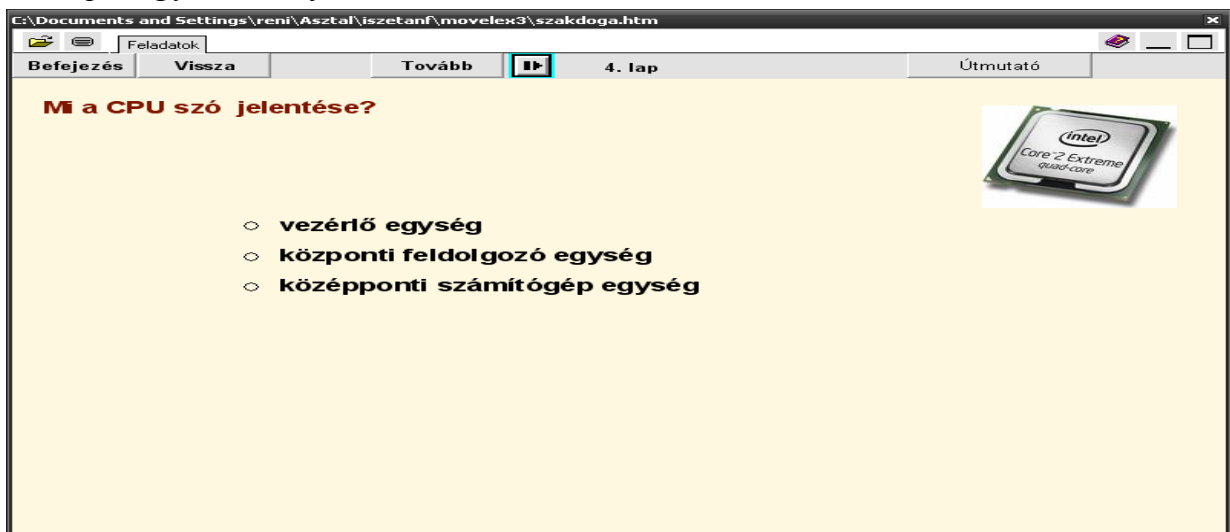 C:\Documents and Settings\reni\Asztal\iszetanf\movelex3\szakdoga.htm
Feladatok
Befejezés Vissza Tovább 4. lap Útmutató
Mi a CPU szó jelentése?
intel
Core 2 Extreme
quad-core
vezérlő egység
központi feldolgozó egység
középponti számítógép egység